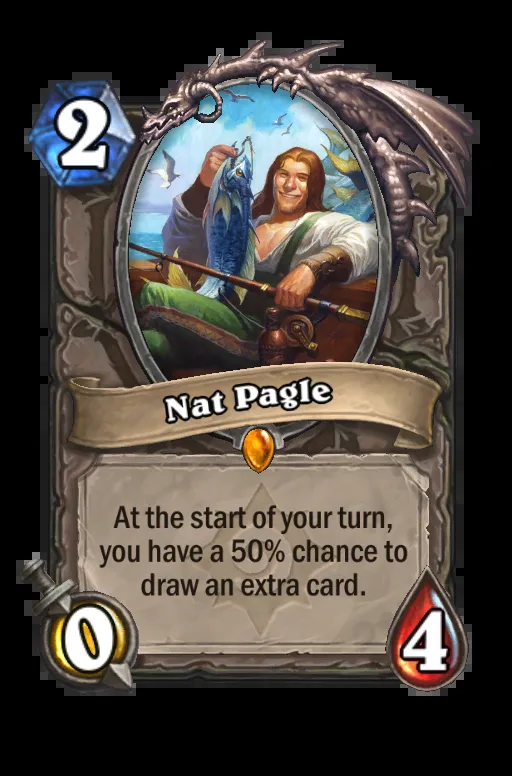 2
Nat Pagle
At the start of your turn,
you have a 50% chance to
draw an extra card.
0
4